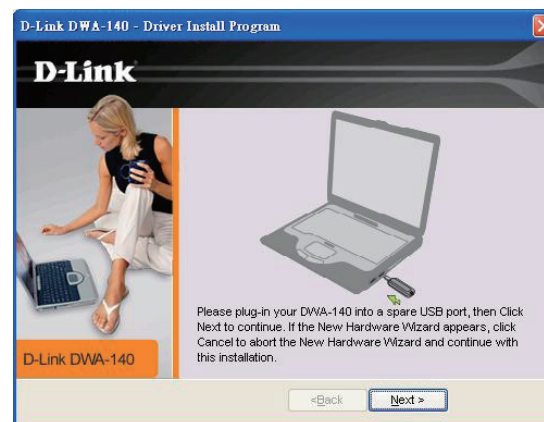 D-Link DWA-140 - Driver Install Program
D-Link
Please plug-in your DWA-140 into a spare USB port, then Click
Next to continue. If the New Hardware Wizard appears, click
Cancel to abort the New Hardware Wizard and continue with
this installation.
D-Link DWA-140
<Back Next >